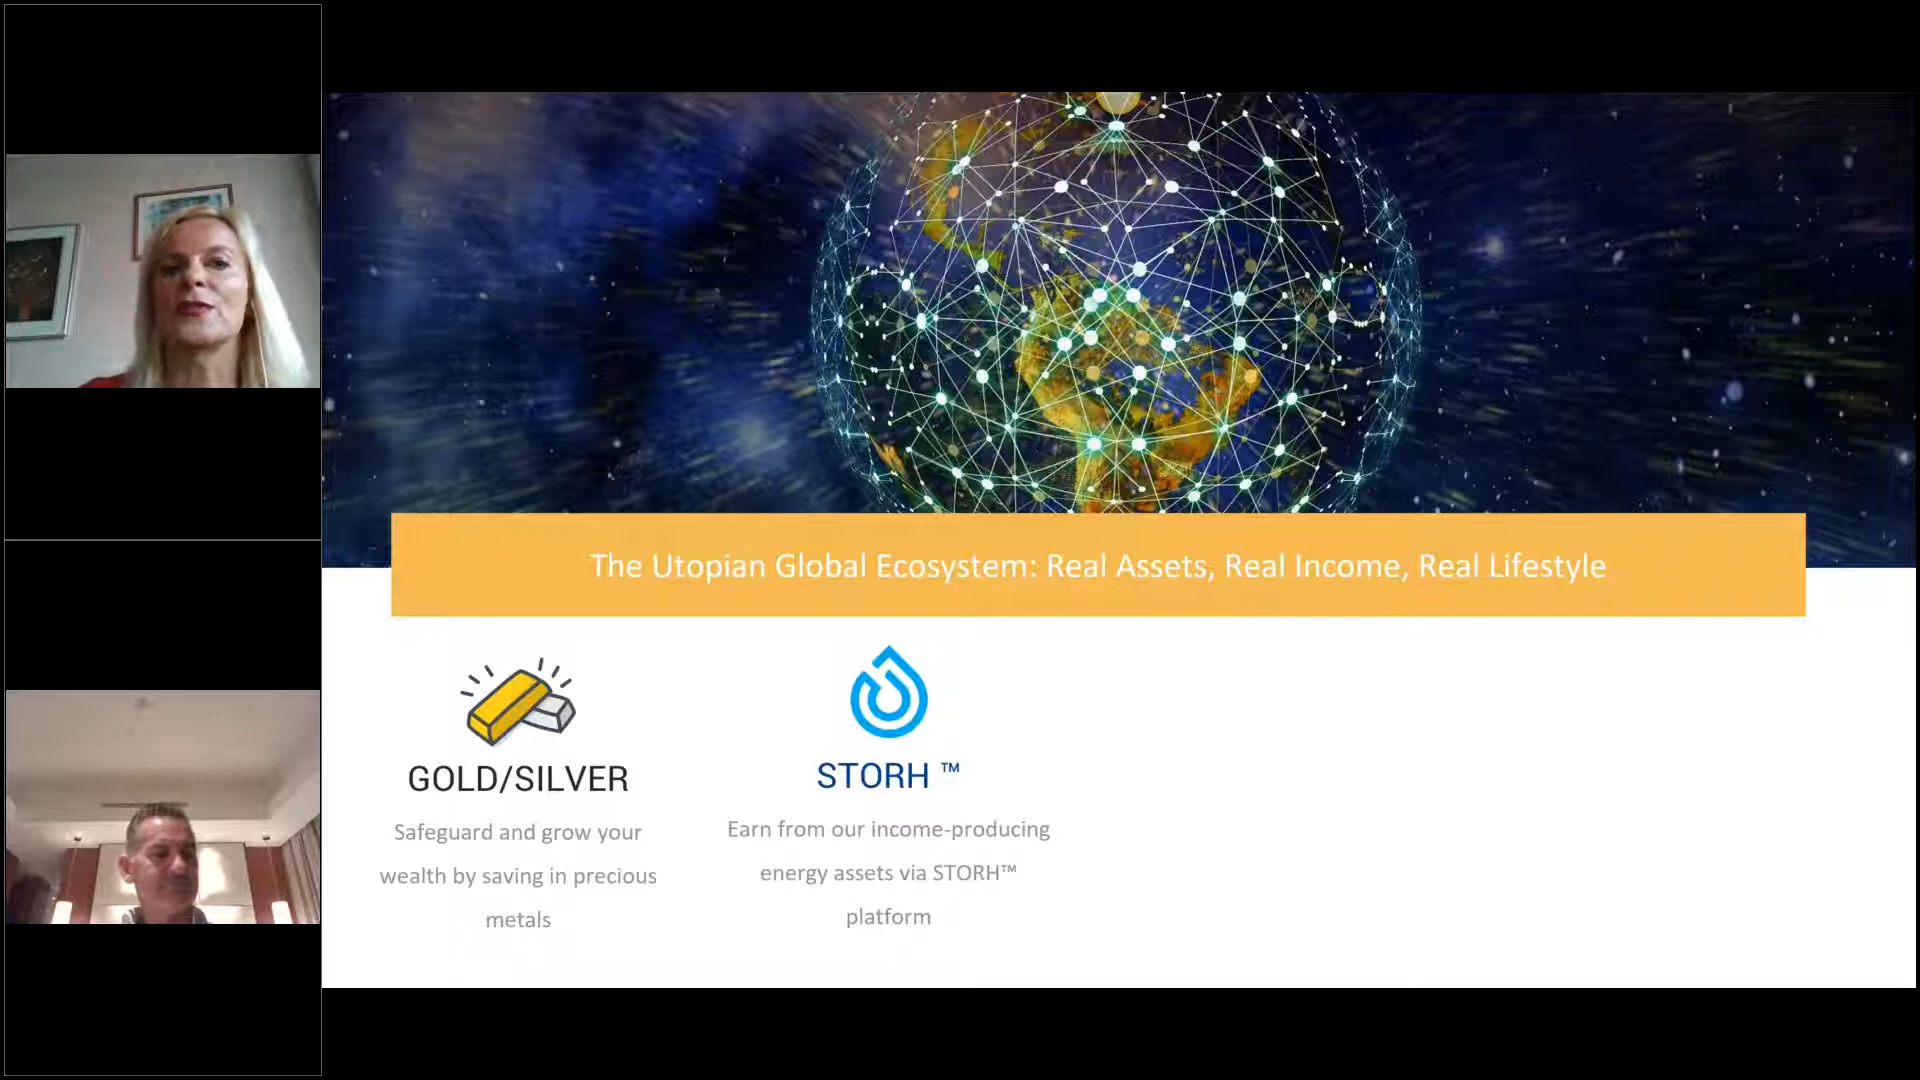 The Utopian Global Ecosystem: Real Assets, Real Income, Real Lifestyle
GOLD/SILVER
Safeguard and grow your
wealth by saving in precious
metals
STORH ™
Earn from our income-producing
energy assets via STORH™
platform